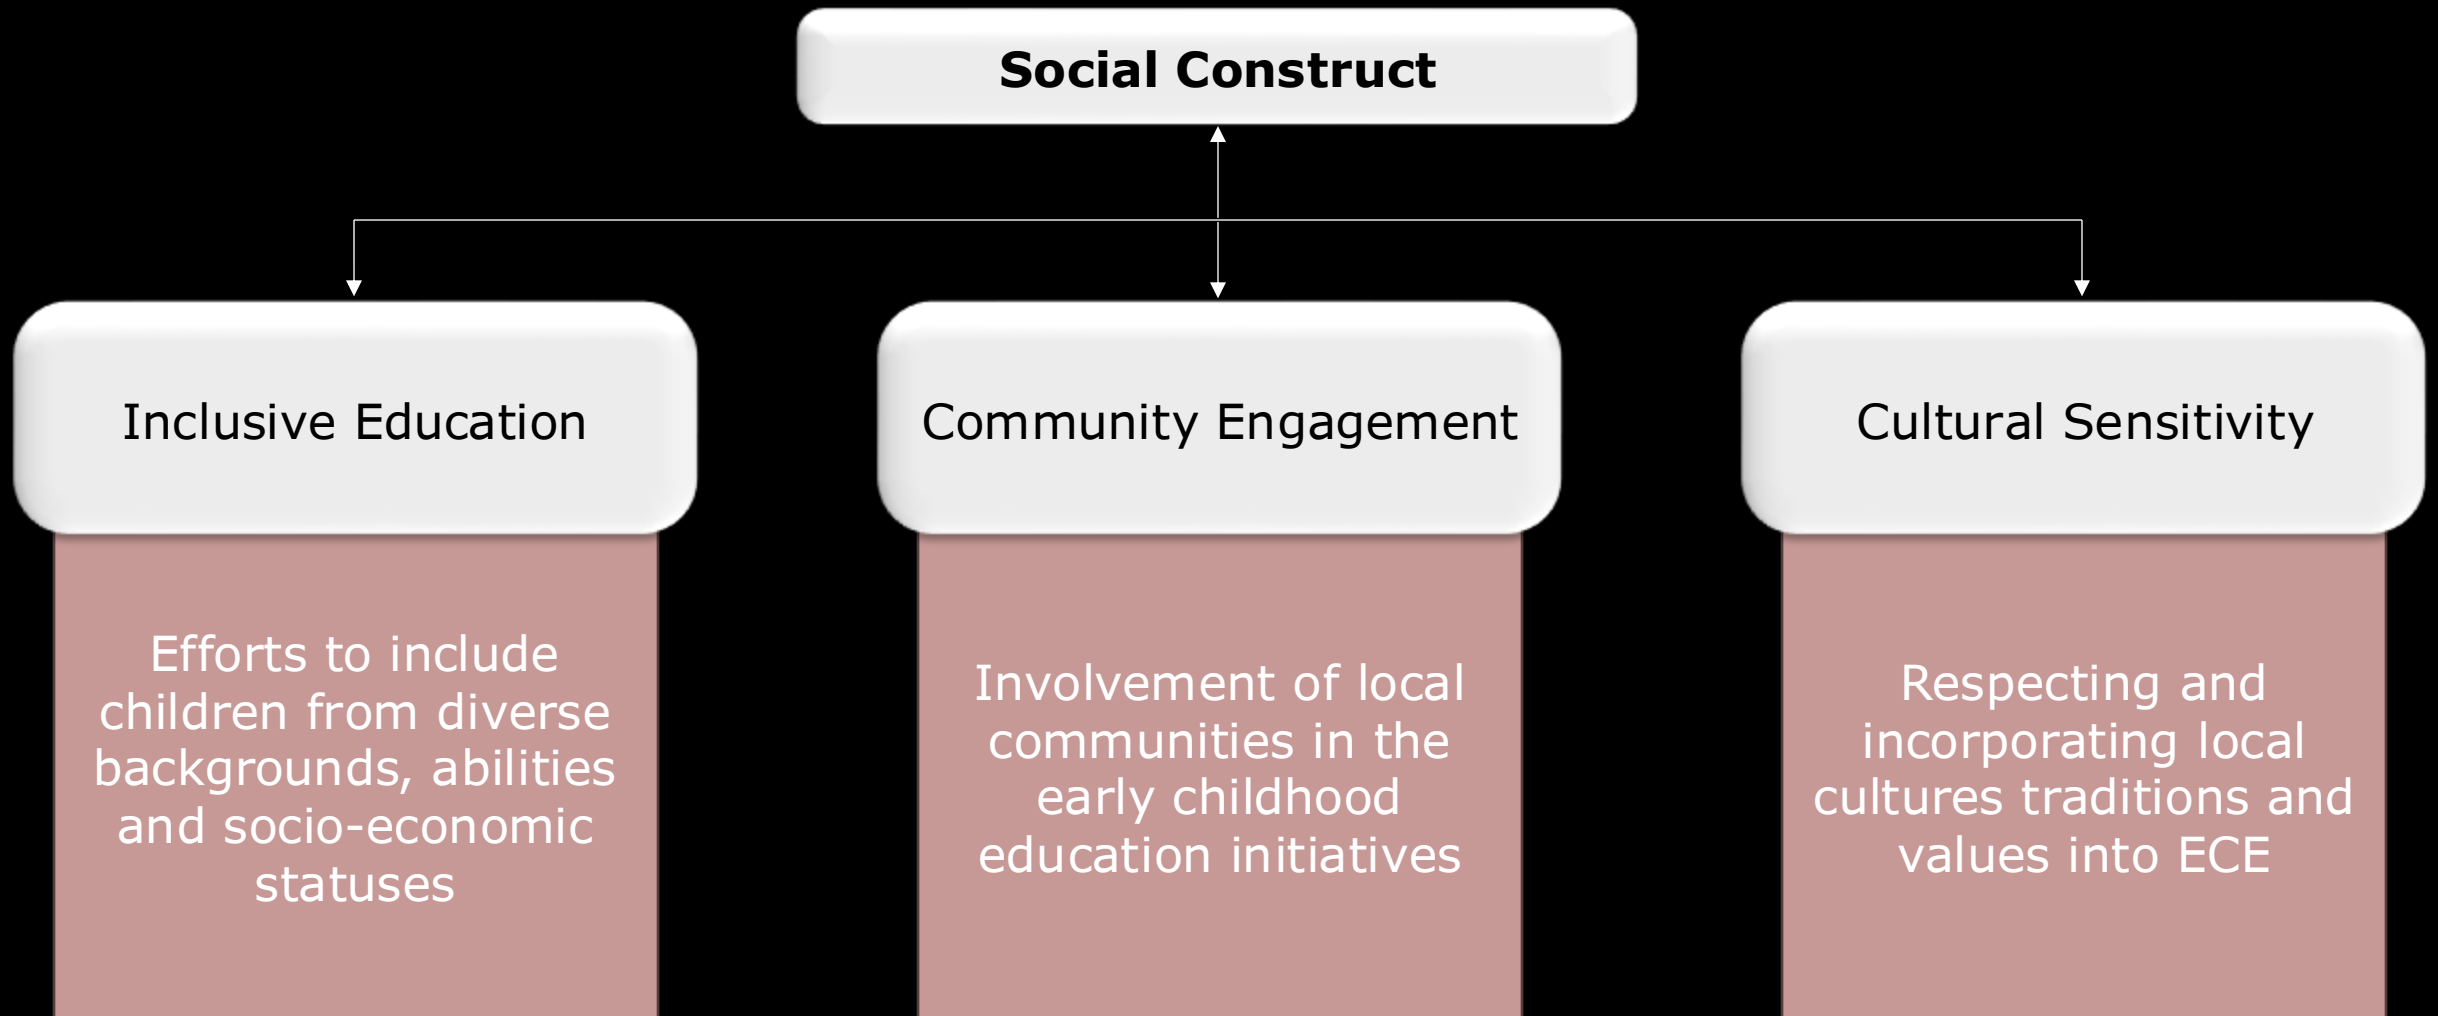 Social Construct
Inclusive Education
Efforts to include
children from diverse
backgrounds, abilities
and socio-economic
statuses
Community Engagement
Involvement of local
communities in the
early childhood
education initiatives
Cultural Sensitivity
Respecting and
incorporating local
cultures traditions and
values into ECE